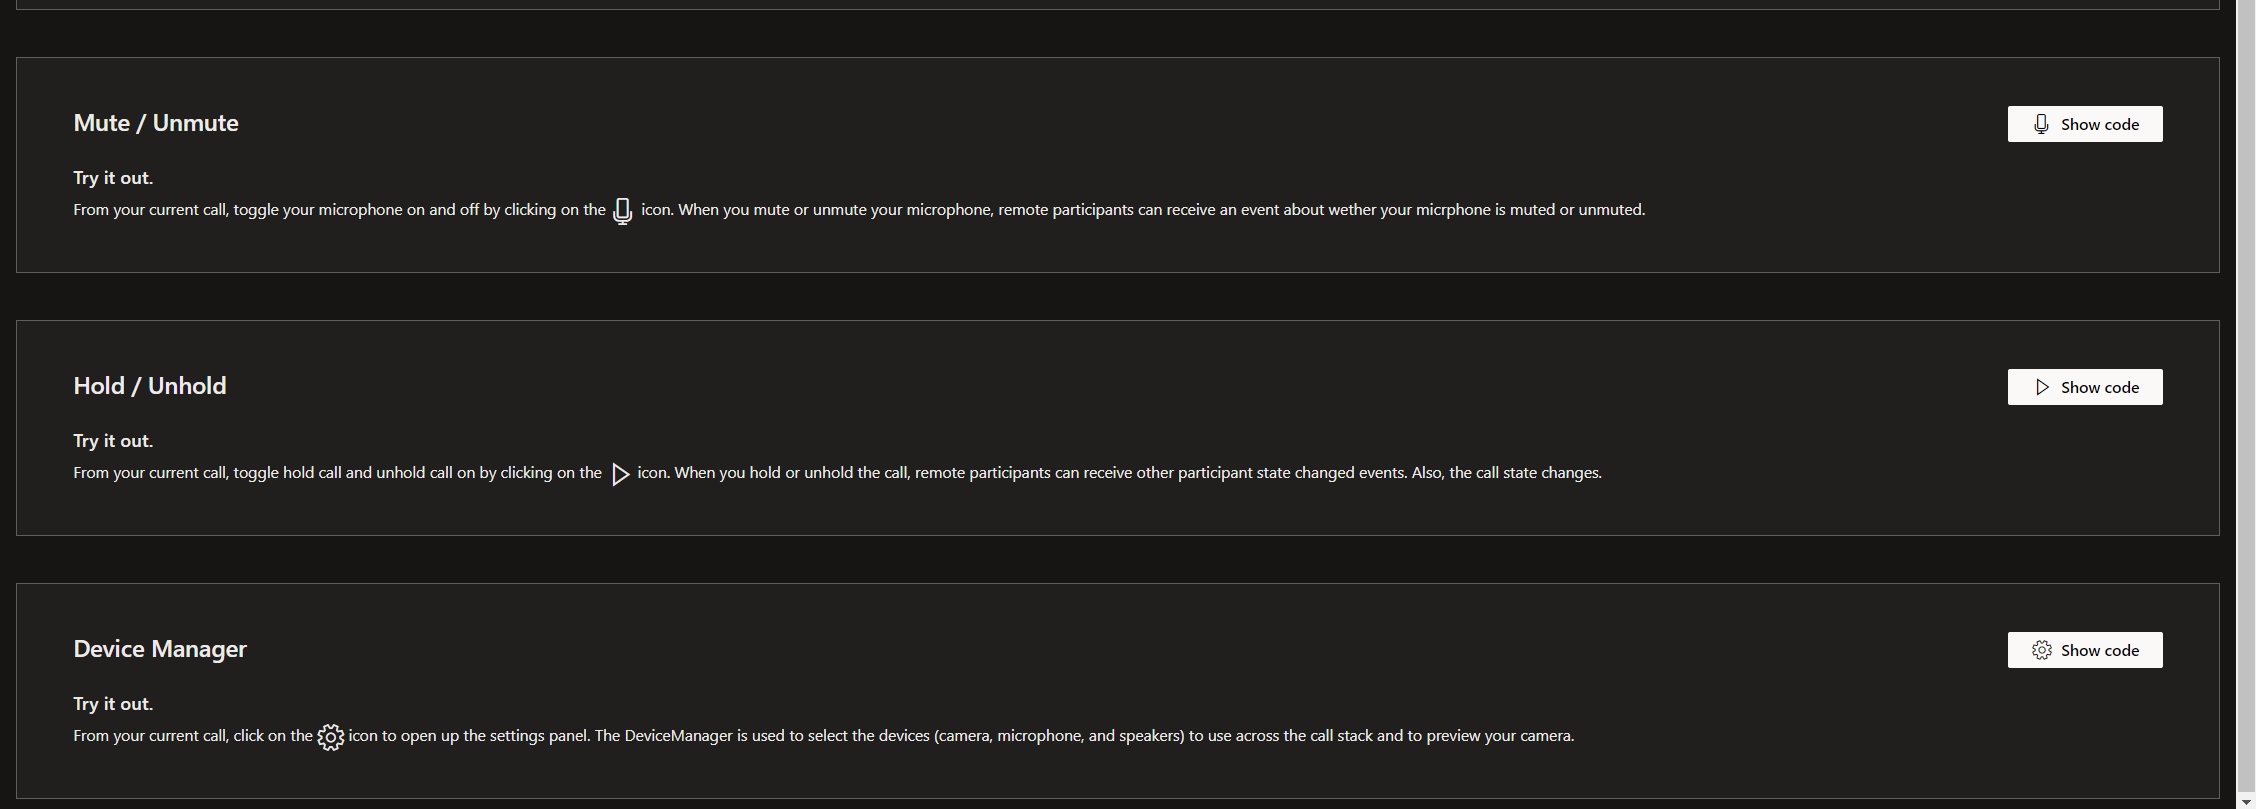 Mute / Unmute
Show code
Try it out.
From your current call, toggle your microphone on and off by clicking on the icon. When you mute or unmute your microphone, remote participants can receive an event about wether your micrphone is muted or unmuted.
Hold / Unhold
Show code
Try it out.
From your current call, toggle hold call and unhold call on by clicking on the icon. When you hold or unhold the call, remote participants can receive other participant state changed events. Also, the call state changes.
Device Manager
Show code
Try it out.
From your current call, click on the icon to open up the settings panel. The DeviceManager is used to select the devices (camera, microphone, and speakers) to use across the call stack and to preview your camera.